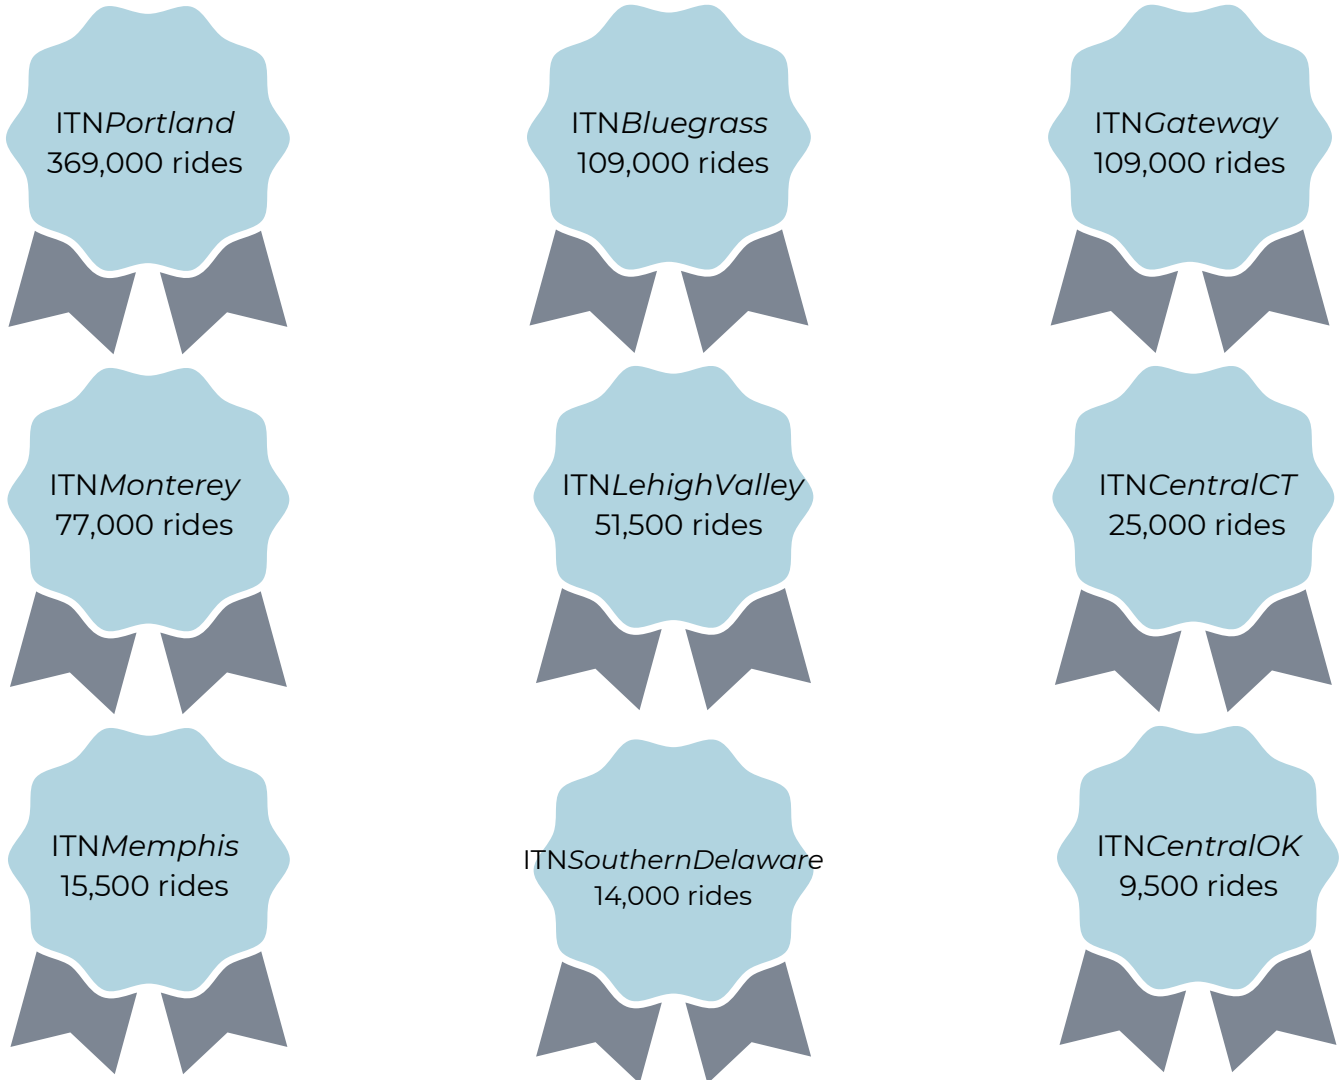 ITNPortland
369,000 rides
ITNBluegrass
109,000 rides
ITNGateway
109,000 rides
ITNMonterey
77,000 rides
ITNLehighValley
51,500 rides
ITNCentralCT
25,000 rides
ITNMemphis
15,500 rides
ITNSouthernDelaware
14,000 rides
ITNCentralOK
9,500 rides